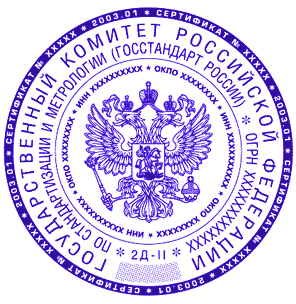 * 2003.01 * СЕРТИФИКАТ № XXXXX * 2003.01 * СЕРТИФИКАТ № XXXXX * 2003.01 * СЕРТИФИКАТ № XXXXX * 2003.01 * СЕРТИФИКАТ № XXXXX
ГОСУДАРСТВЕННЫЙ КОМИТЕТ РОССИЙСКОЙ ФЕДЕРАЦИИ
ПО СТАНДАРТИЗАЦИИ И МЕТРОЛОГИИ (ГОССТАНДАРТ РОССИИ) * ОГРН XXXXXXXXXXXXX
* ИНН XXXXXXXXXX * ОКПО XXXXXXXX * ИНН XXXXXXXXXX * ОКПО XXXXXXXX * ИНН XXXXXXXXXX * ОКПО XXXXXXXX
* 2Д-II *